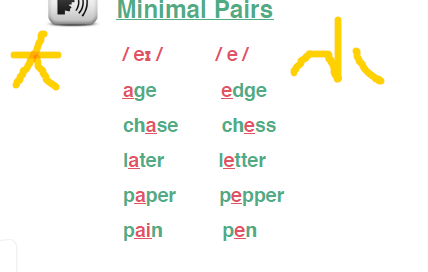 Minimal Pairs
大 / eɪ / / e / 小
age edge
chase chess
later letter
paper pepper
pain pen